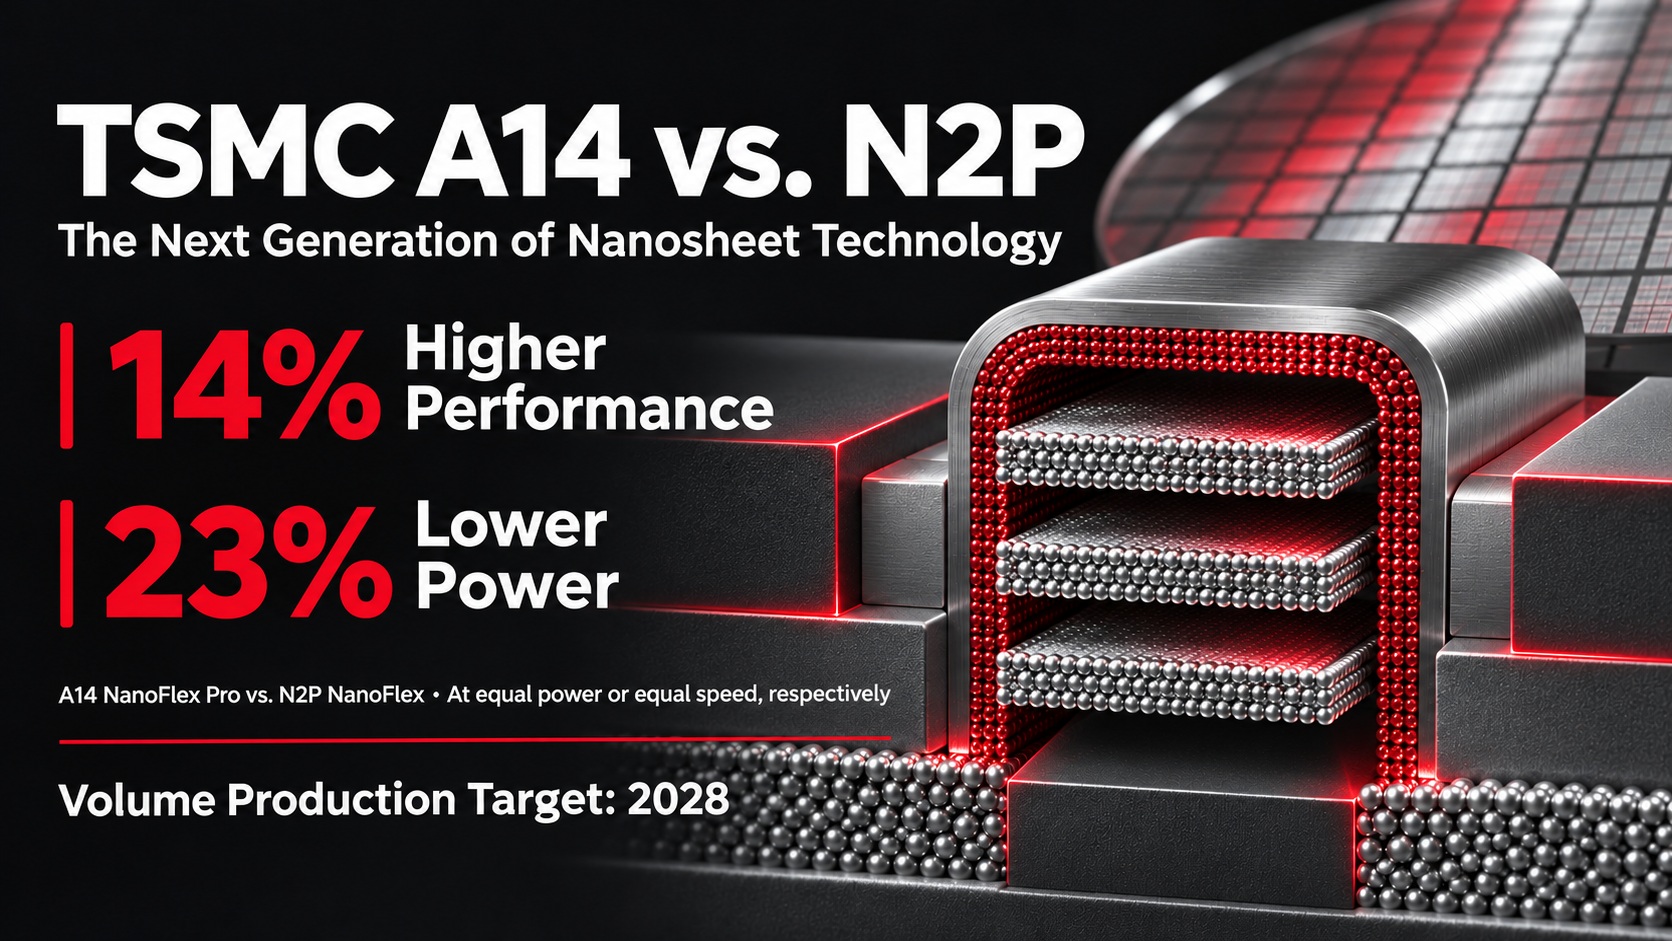 TSMC A14 vs. N2P
The Next Generation of Nanosheet Technology
14% Higher
Performance
23% Lower
Power
A14 NanoFlex Pro vs. N2P NanoFlex • At equal power or equal speed, respectively
Volume Production Target: 2028